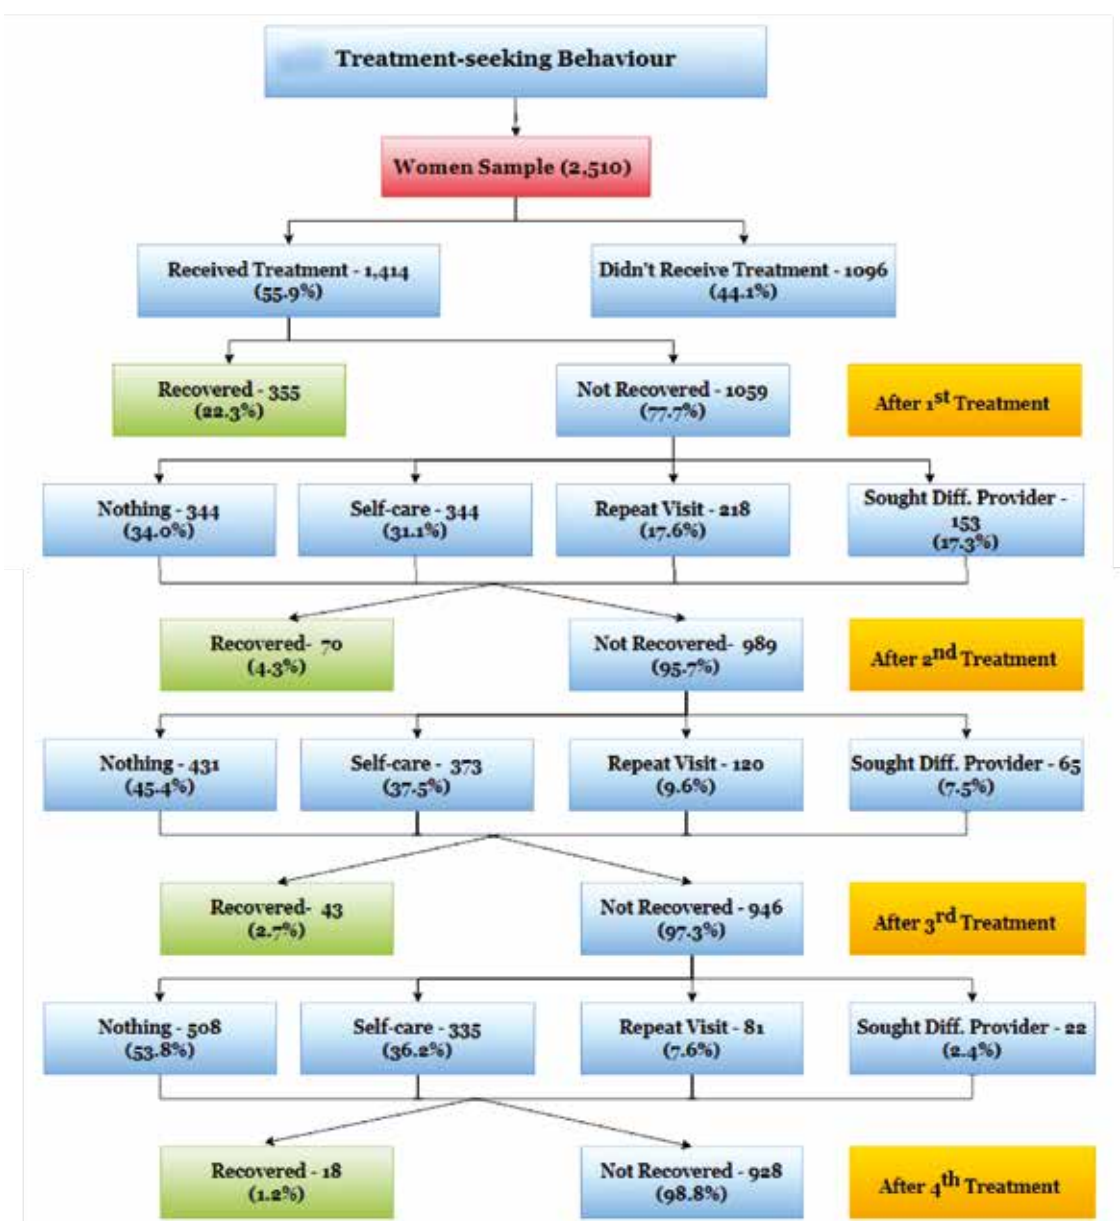 Treatment-seeking Behaviour
Women Sample (2,510)
Received Treatment - 1,414
(55.9%)
Didn't Receive Treatment - 1096
(44.1%)
Recovered - 355
(22.3%)
Not Recovered - 1059
(77.7%)
After 1st Treatment
Nothing - 344
(34.0%)
Self-care - 344
(31.1%)
Repeat Visit - 218
(17.6%)
Sought Diff. Provider -
153
(17.3%)
Recovered- 70
(4.3%)
Not Recovered- 989
(95.7%)
After 2nd Treatment
Nothing - 431
(45.4%)
Self-care - 373
(37.5%)
Repeat Visit - 120
(9.6%)
Sought Diff. Provider - 65
(7.5%)
Recovered- 43
(2.7%)
Not Recovered - 946
(97.3%)
After 3rd Treatment
Nothing - 508
(53.8%)
Self-care - 335
(36.2%)
Repeat Visit - 81
(7.6%)
Sought Diff. Provider - 22
(2.4%)
Recovered - 18
(1.2%)
Not Recovered - 928
(98.8%)
After 4th Treatment